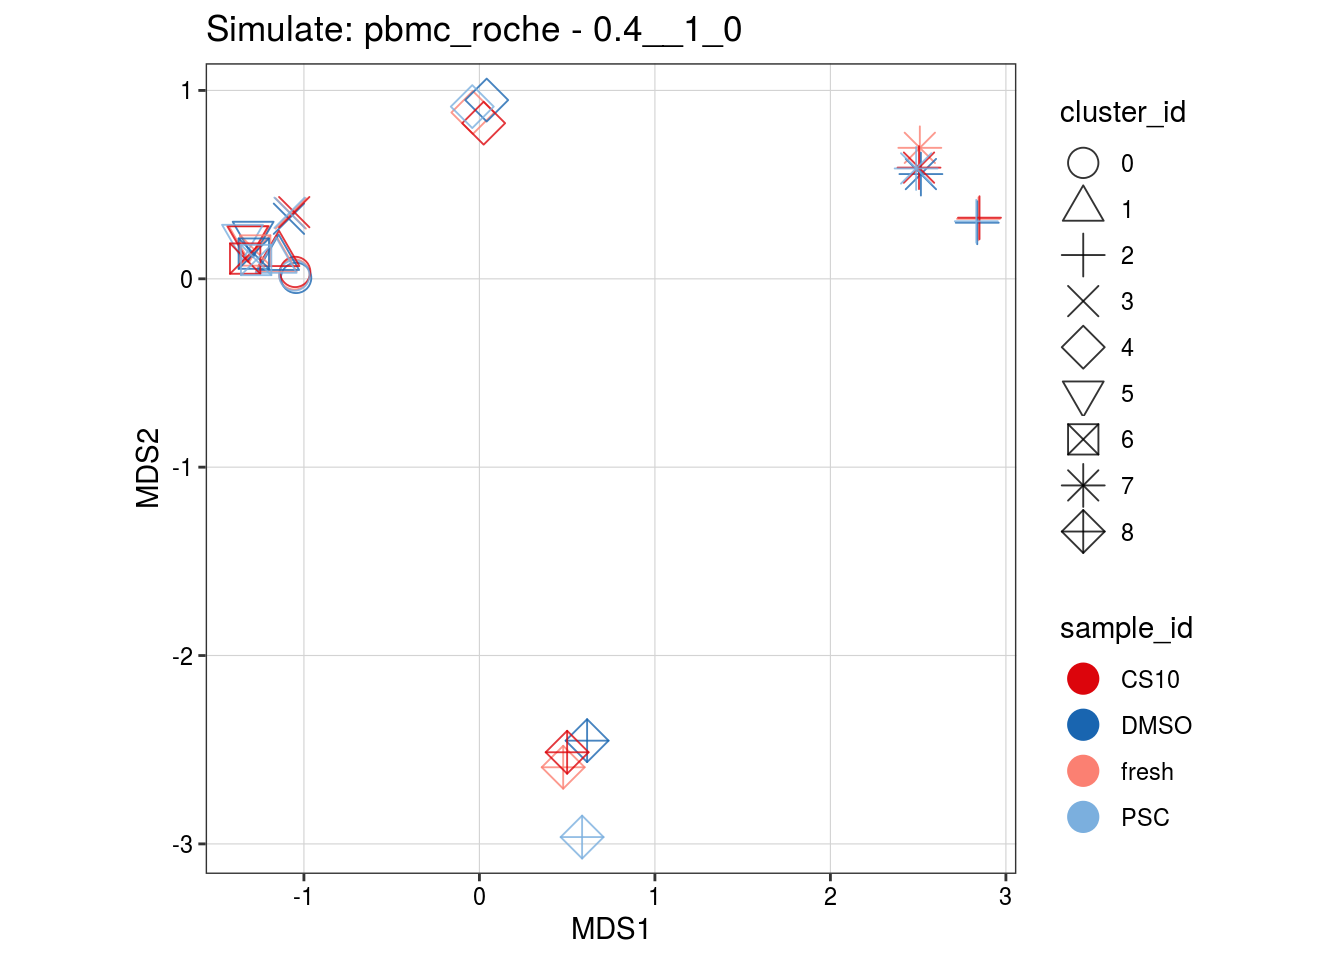 Simulate: pbmc_roche - 0.4__1_0
1
0
-1
-2
-3
MDS2
-1
0
1
2
3
MDS1
cluster_id
0
1
2
3
4
5
6
7
8
sample_id
CS10
DMSO
fresh
PSC